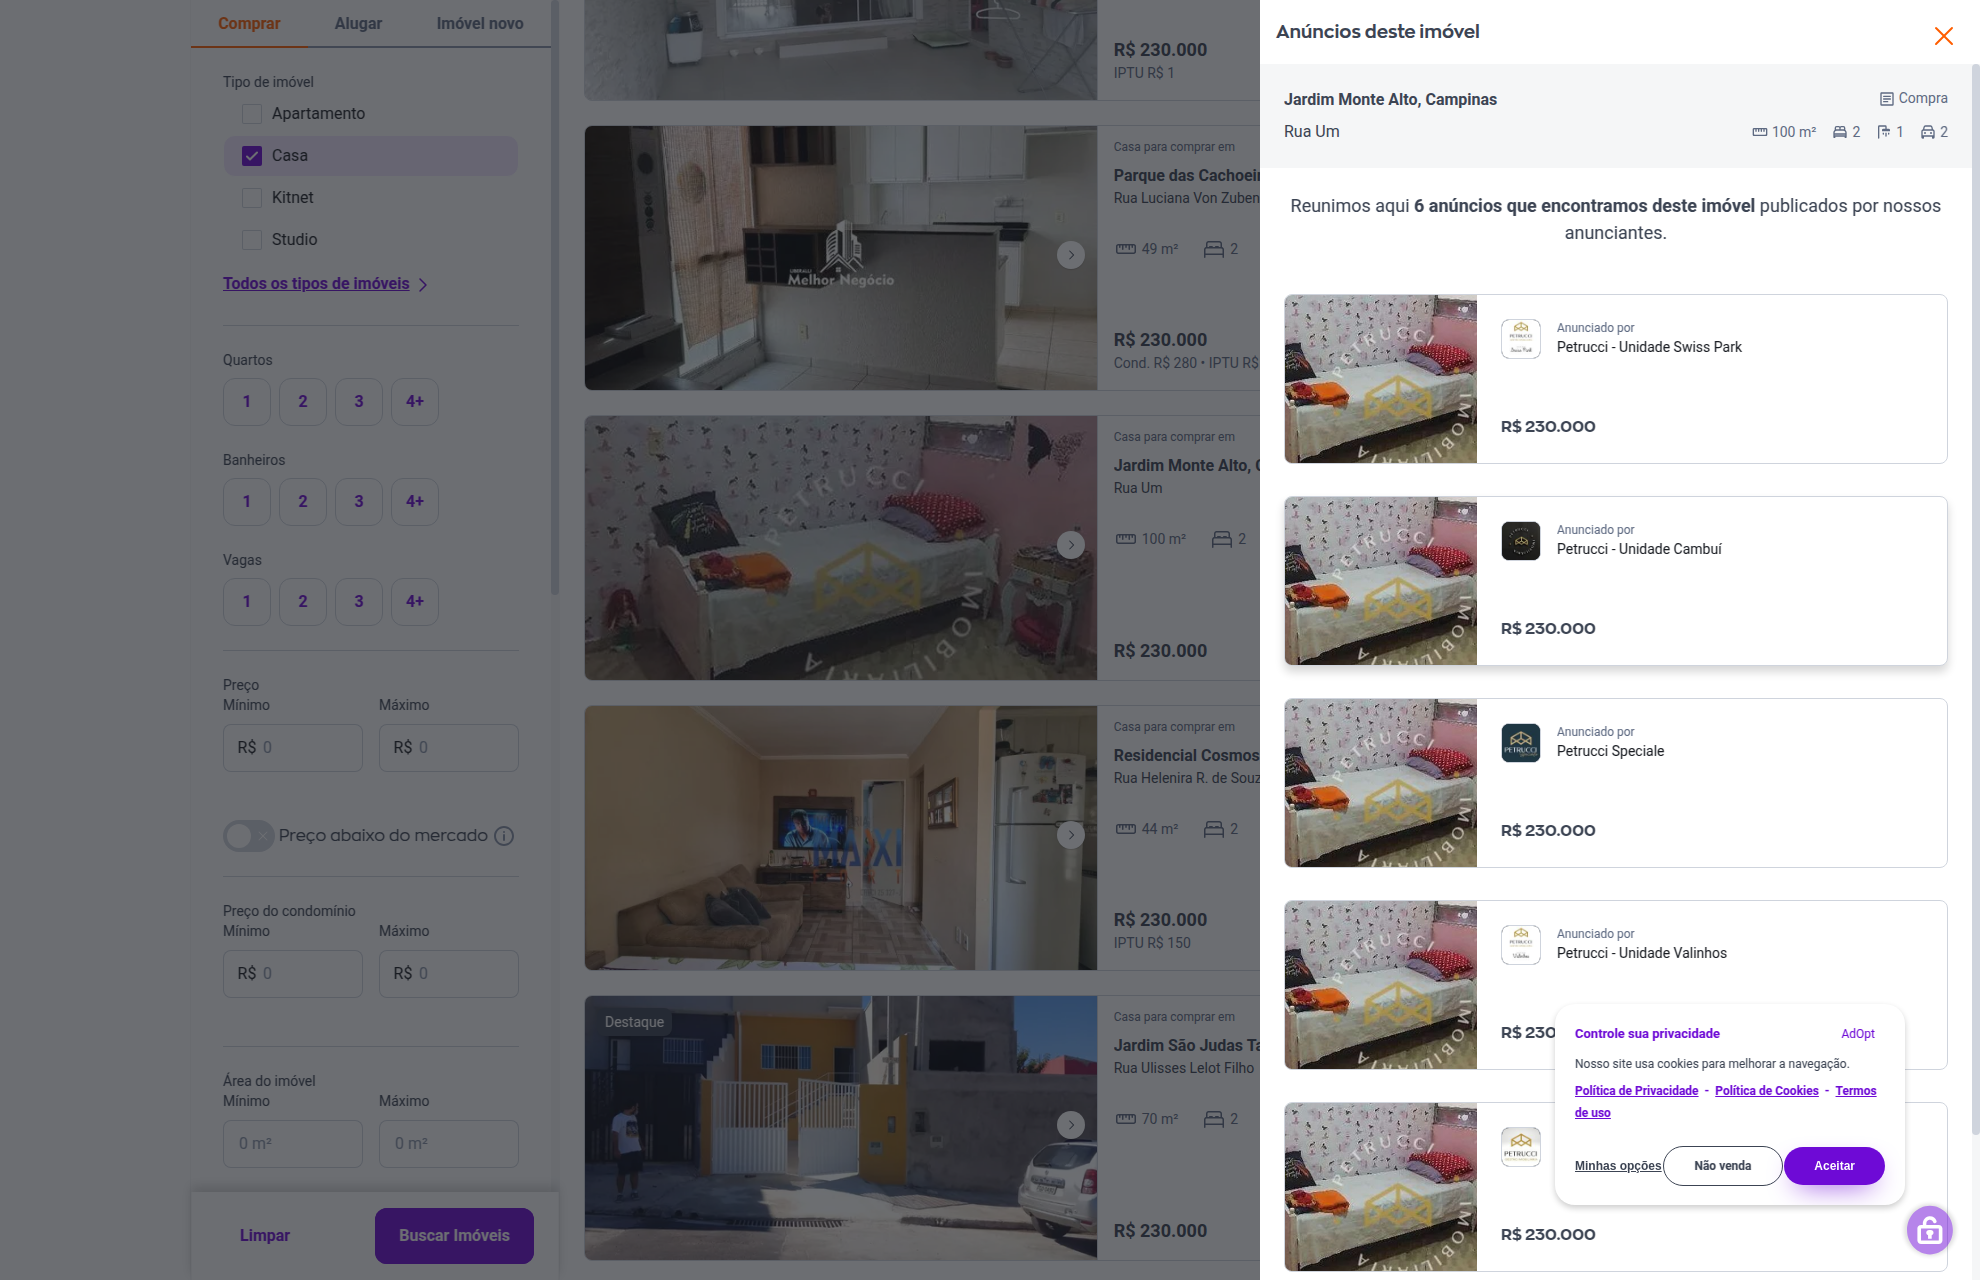 Comprar
Alugar
Imóvel novo
Tipo de imóvel
Apartamento
Casa
Kitnet
Studio
Todos os tipos de imóveis
Quartos
1
2
3
4+
Banheiros
1
2
3
4+
Vagas
1
2
3
4+
Preço
Mínimo
Máximo
R$ 0
R$ 0
Preço abaixo do mercado
Preço do condomínio
Mínimo
Máximo
R$ 0
R$ 0
Área do imóvel
Mínimo
Máximo
0 m²
0 m²
Limpar
Buscar Imóveis
R$ 230.000
IPTU R$ 1
Melhor Negócio
Casa para comprar em
Parque das Cachoei
Rua Luciana Von Zuben
49 m²
2
R$ 230.000
Cond. R$ 280 • IPTU R$
PETRUCCI
IMOBILIARIA
Casa para comprar em
Jardim Monte Alto,
Rua Um
100 m²
2
R$ 230.000
Casa para comprar em
Residencial Cosmos
Rua Helenira R. de Souz
44 m²
2
R$ 230.000
IPTU R$ 150
Destaque
Casa para comprar em
Jardim São Judas Ta
Rua Ulisses Lelot Filho
70 m²
2
R$ 230.000
Anúncios deste imóvel
Jardim Monte Alto, Campinas
Compra
Rua Um
100 m²
2
1
2
Reunimos aqui 6 anúncios que encontramos deste imóvel publicados por nossos
anunciantes.
PETRUCCI
Anunciado por
Petrucci - Unidade Swiss Park
R$ 230.000
PETRUCCI
Anunciado por
Petrucci - Unidade Cambuí
R$ 230.000
PETRUCCI
Anunciado por
Petrucci Speciale
R$ 230.000
PETRUCCI
Anunciado por
Petrucci - Unidade Valinhos
R$ 230
PETRUCCI
R$ 230.000
Controle sua privacidade
AdOpt
Nosso site usa cookies para melhorar a navegação.
Política de Privacidade - Política de Cookies - Termos
de uso
Minhas opções
Não venda
Aceitar